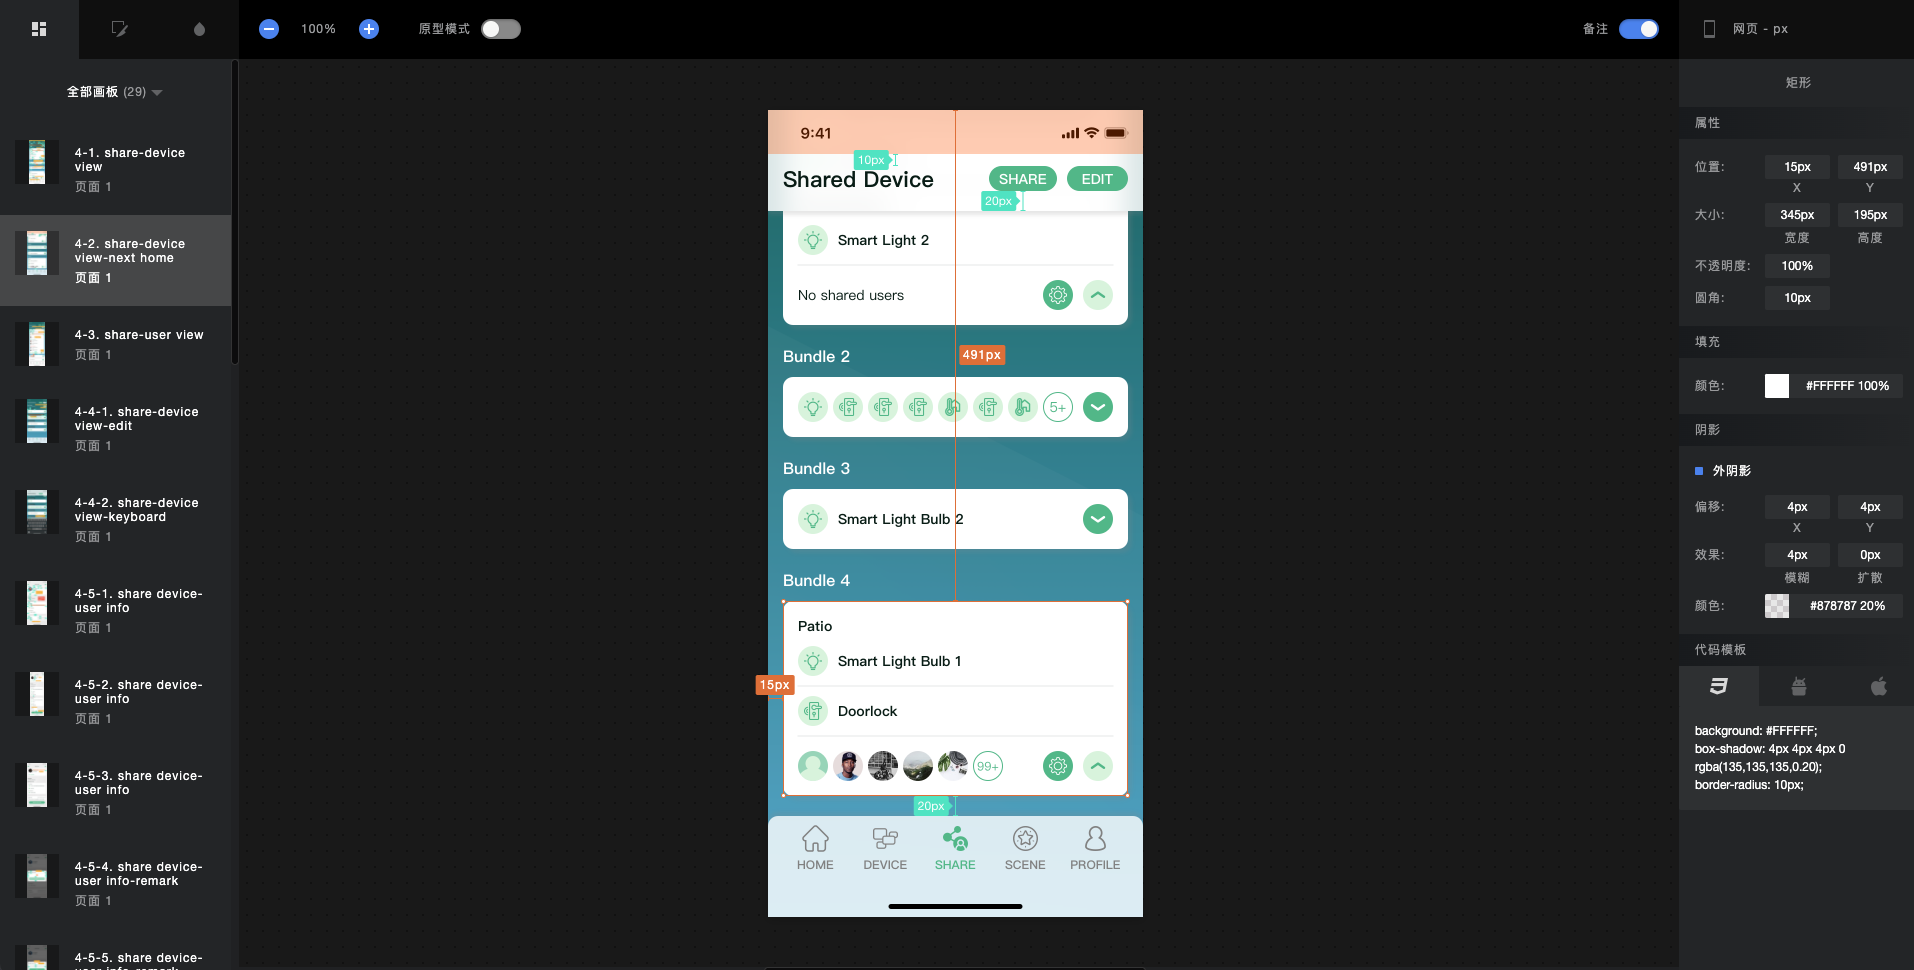 100%
原型模式
备注
网页 - px
全部画板 (29)
4-1. share-device
view
页面 1
4-2. share-device
view-next home
页面 1
4-3. share-user view
页面 1
4-4-1. share-device
view-edit
页面 1
4-4-2. share-device
view-keyboard
页面 1
4-5-1. share device-
user info
页面 1
4-5-2. share device-
user info
页面 1
4-5-3. share device-
user info
页面 1
4-5-4. share device-
user info-remark
页面 1
4-5-5. share device-
user info-remark
9:41
10px
Shared Device
SHARE
EDIT
20px
Smart Light 2
No shared users
Bundle 2
491px
5+
Bundle 3
Smart Light Bulb 2
Bundle 4
Patio
Smart Light Bulb 1
15px
Doorlock
99+
20px
HOME
DEVICE
SHARE
SCENE
PROFILE
矩形
属性
位置:
15px
491px
X
Y
大小:
345px
195px
宽度
高度
不透明度:
100%
圆角:
10px
填充
颜色:
#FFFFFF 100%
阴影
外阴影
偏移:
4px
4px
X
Y
效果:
4px
0px
模糊
扩散
颜色:
#878787 20%
代码模板
background: #FFFFFF;
box-shadow: 4px 4px 4px 0
rgba(135,135,135,0.20);
border-radius: 10px;